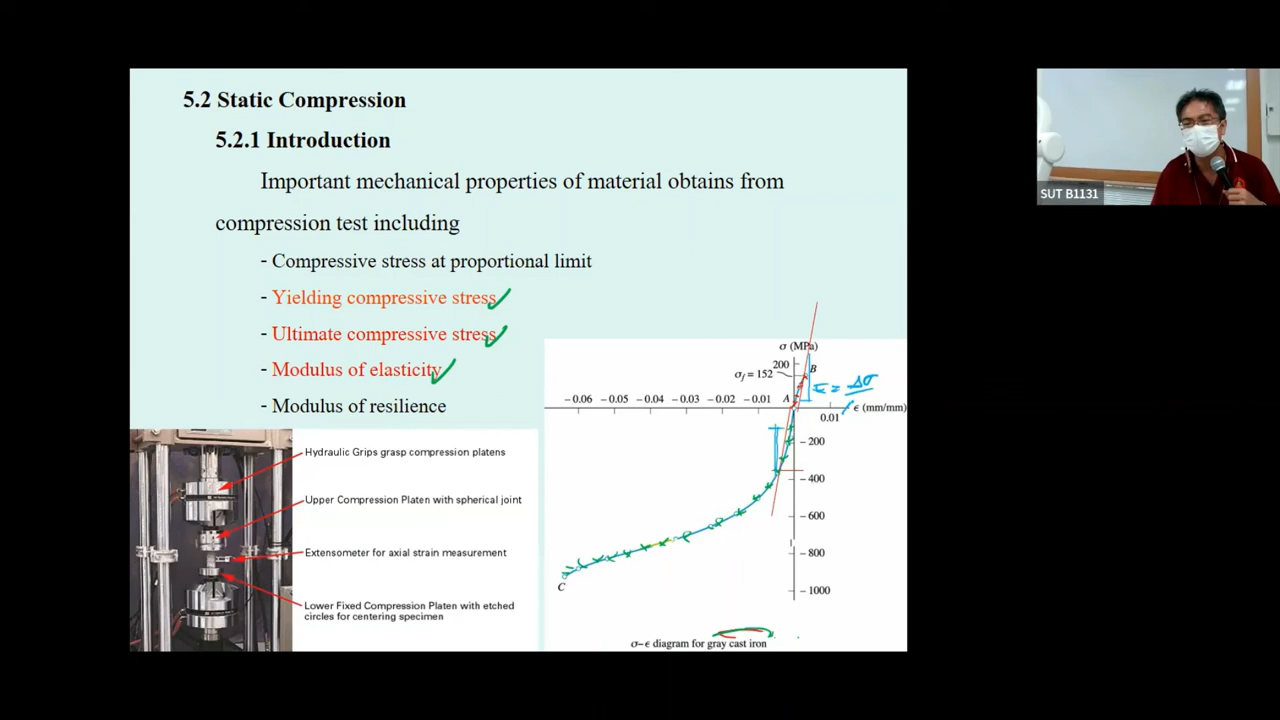 5.2 Static Compression
5.2.1 Introduction
Important mechanical properties of material obtains from
compression test including
- Compressive stress at proportional limit
- Yielding compressive stress
- Ultimate compressive stress
- Modulus of elasticity
- Modulus of resilience
Hydraulic Grips grasp compression platens
Upper Compression Platen with spherical joint
Extensometer for axial strain measurement
Lower Fixed Compression Platen with etched
circles for centering specimen
σ (MPa)
200
B
σf = 152
E = Δσ
A
−0.06 −0.05 −0.04 −0.03 −0.02 −0.01
ϵ (mm/mm)
0.01
−200
−400
−600
−800
−1000
C
σ−ϵ diagram for gray cast iron
SUT B1131